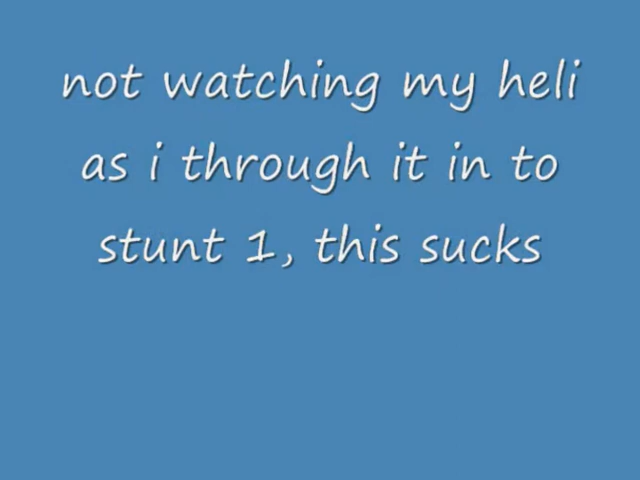 not watching my heli
as i through it in to
stunt 1, this sucks